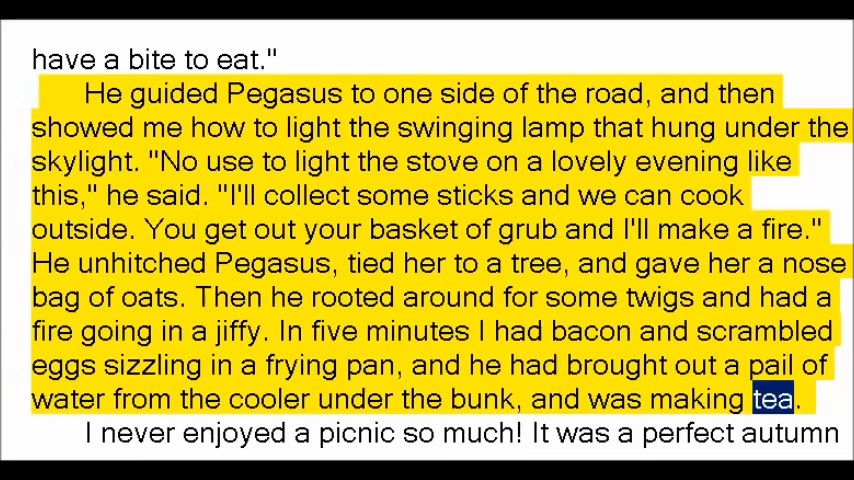 have a bite to eat."
He guided Pegasus to one side of the road, and then
showed me how to light the swinging lamp that hung under the
skylight. "No use to light the stove on a lovely evening like
this," he said. "I'll collect some sticks and we can cook
outside. You get out your basket of grub and I'll make a fire."
He unhitched Pegasus, tied her to a tree, and gave her a nose
bag of oats. Then he rooted around for some twigs and had a
fire going in a jiffy. In five minutes I had bacon and scrambled
eggs sizzling in a frying pan, and he had brought out a pail of
water from the cooler under the bunk, and was making tea.
I never enjoyed a picnic so much! It was a perfect autumn